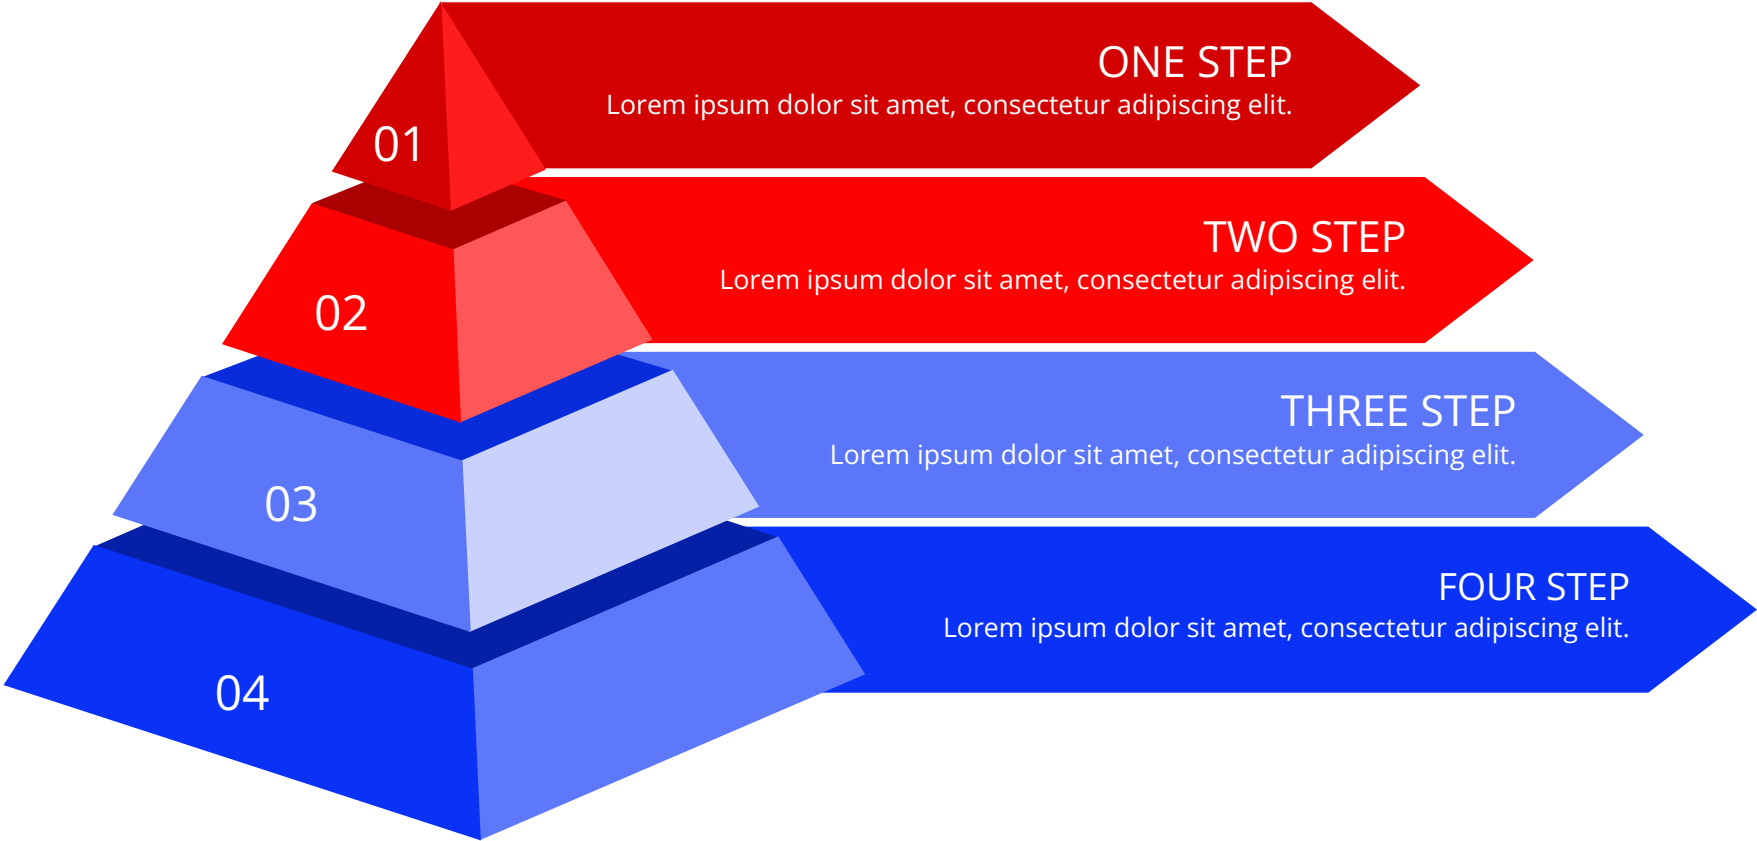 01
ONE STEP
Lorem ipsum dolor sit amet, consectetur adipiscing elit.
02
TWO STEP
Lorem ipsum dolor sit amet, consectetur adipiscing elit.
03
THREE STEP
Lorem ipsum dolor sit amet, consectetur adipiscing elit.
04
FOUR STEP
Lorem ipsum dolor sit amet, consectetur adipiscing elit.